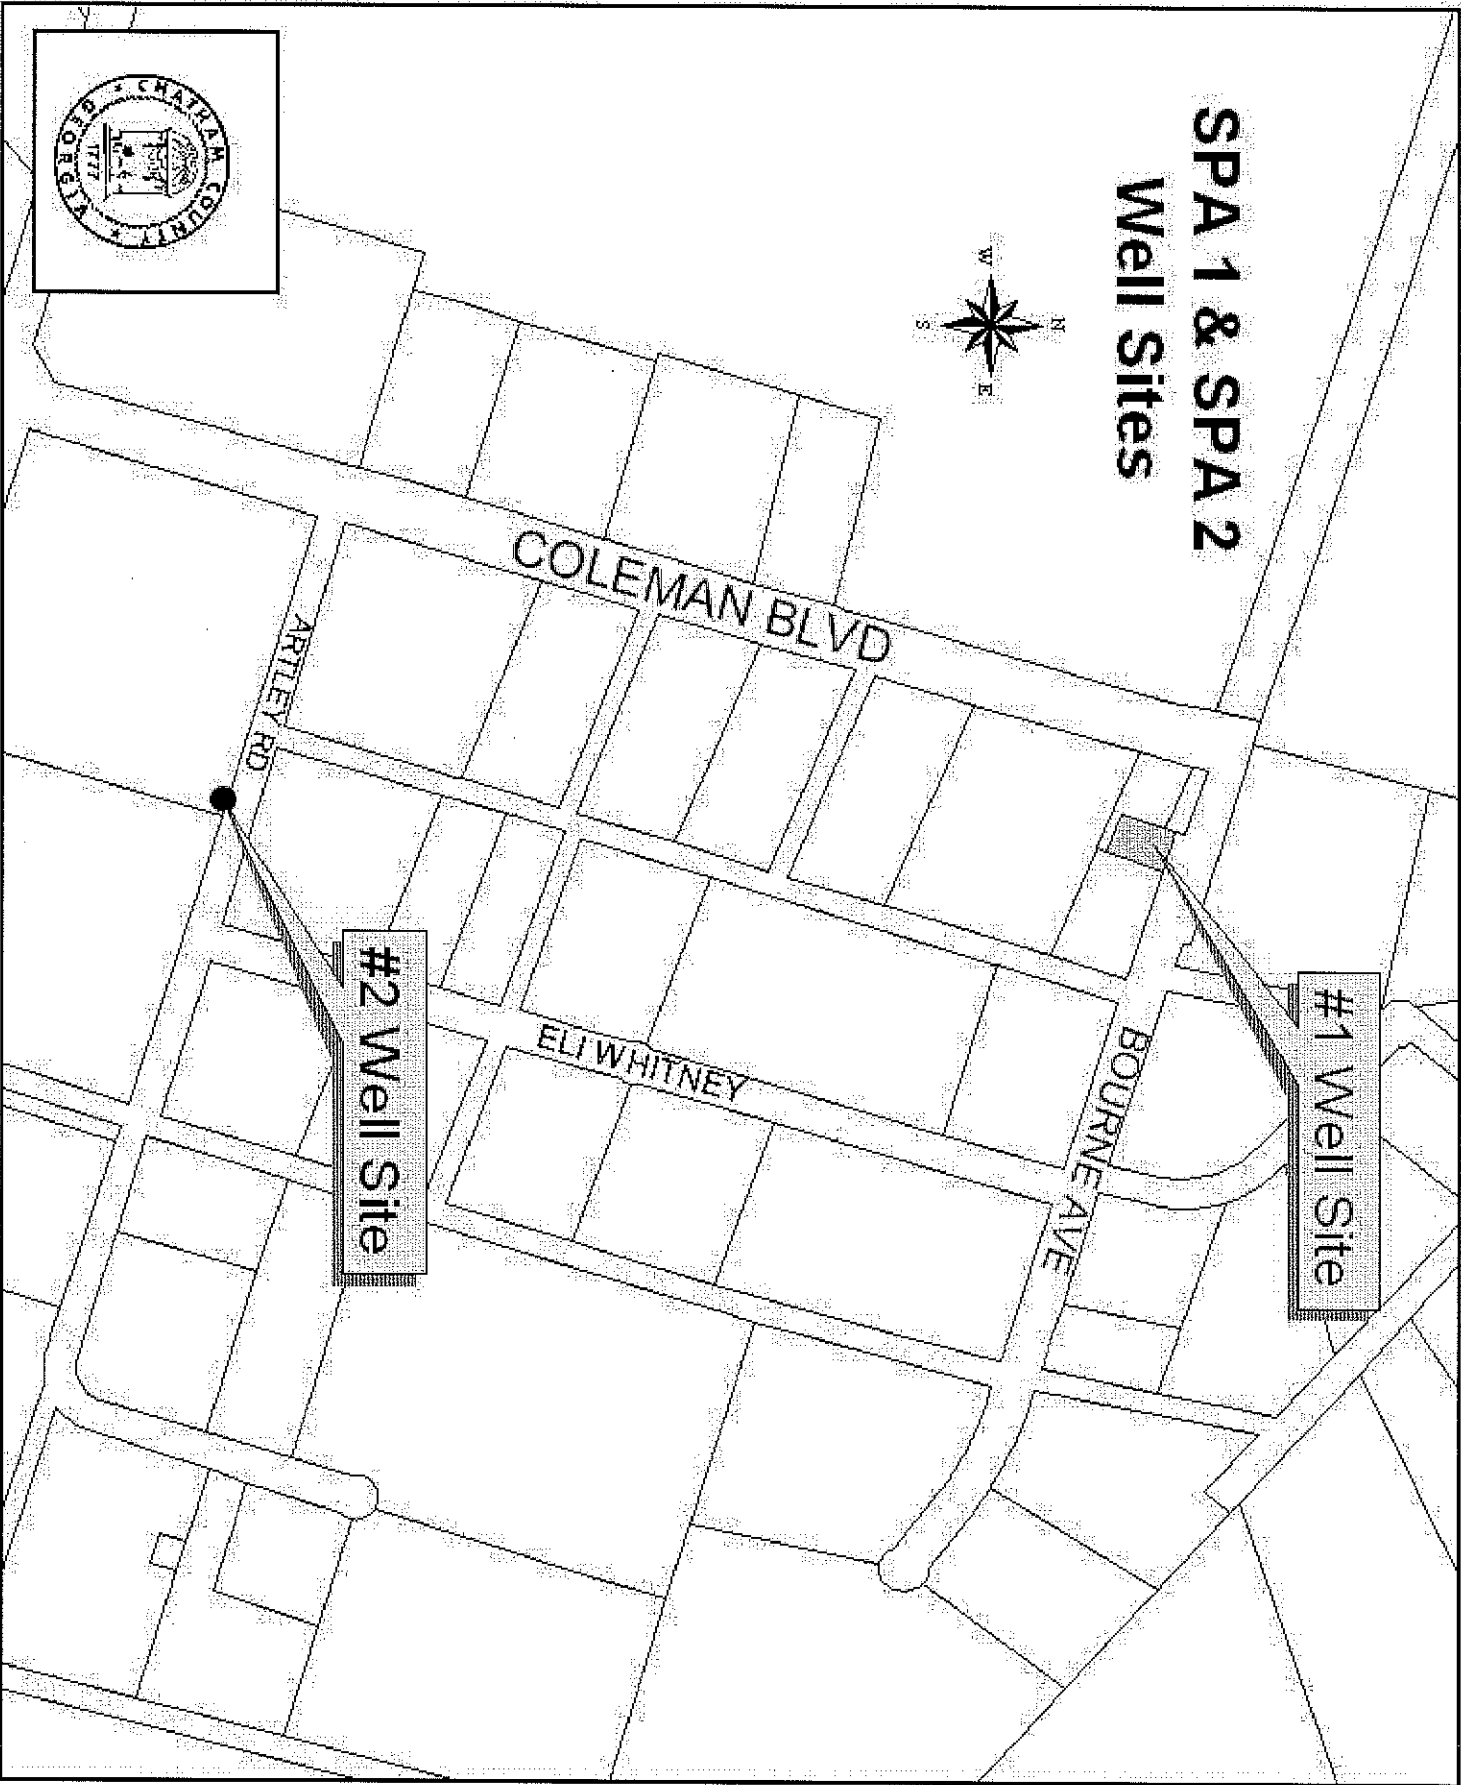 SPA 1 & SPA 2
Well Sites
N
W
E
S
#1 Well Site
BOURNE AVE
COLEMAN BLVD
ELI WHITNEY
#2 Well Site
ARTLEY RD
CHATHAM COUNTY * GEORGIA *
1777